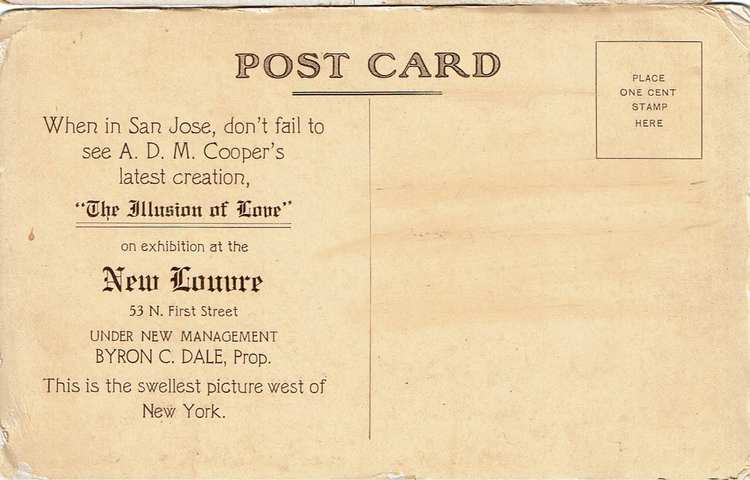 POST CARD
PLACE
ONE CENT
STAMP
HERE
When in San Jose, don't fail to
see A. D. M. Cooper's
latest creation,
"The Illusion of Love"
on exhibition at the
New Louvre
53 N. First Street
UNDER NEW MANAGEMENT
BYRON C. DALE, Prop.
This is the swellest picture west of
New York.